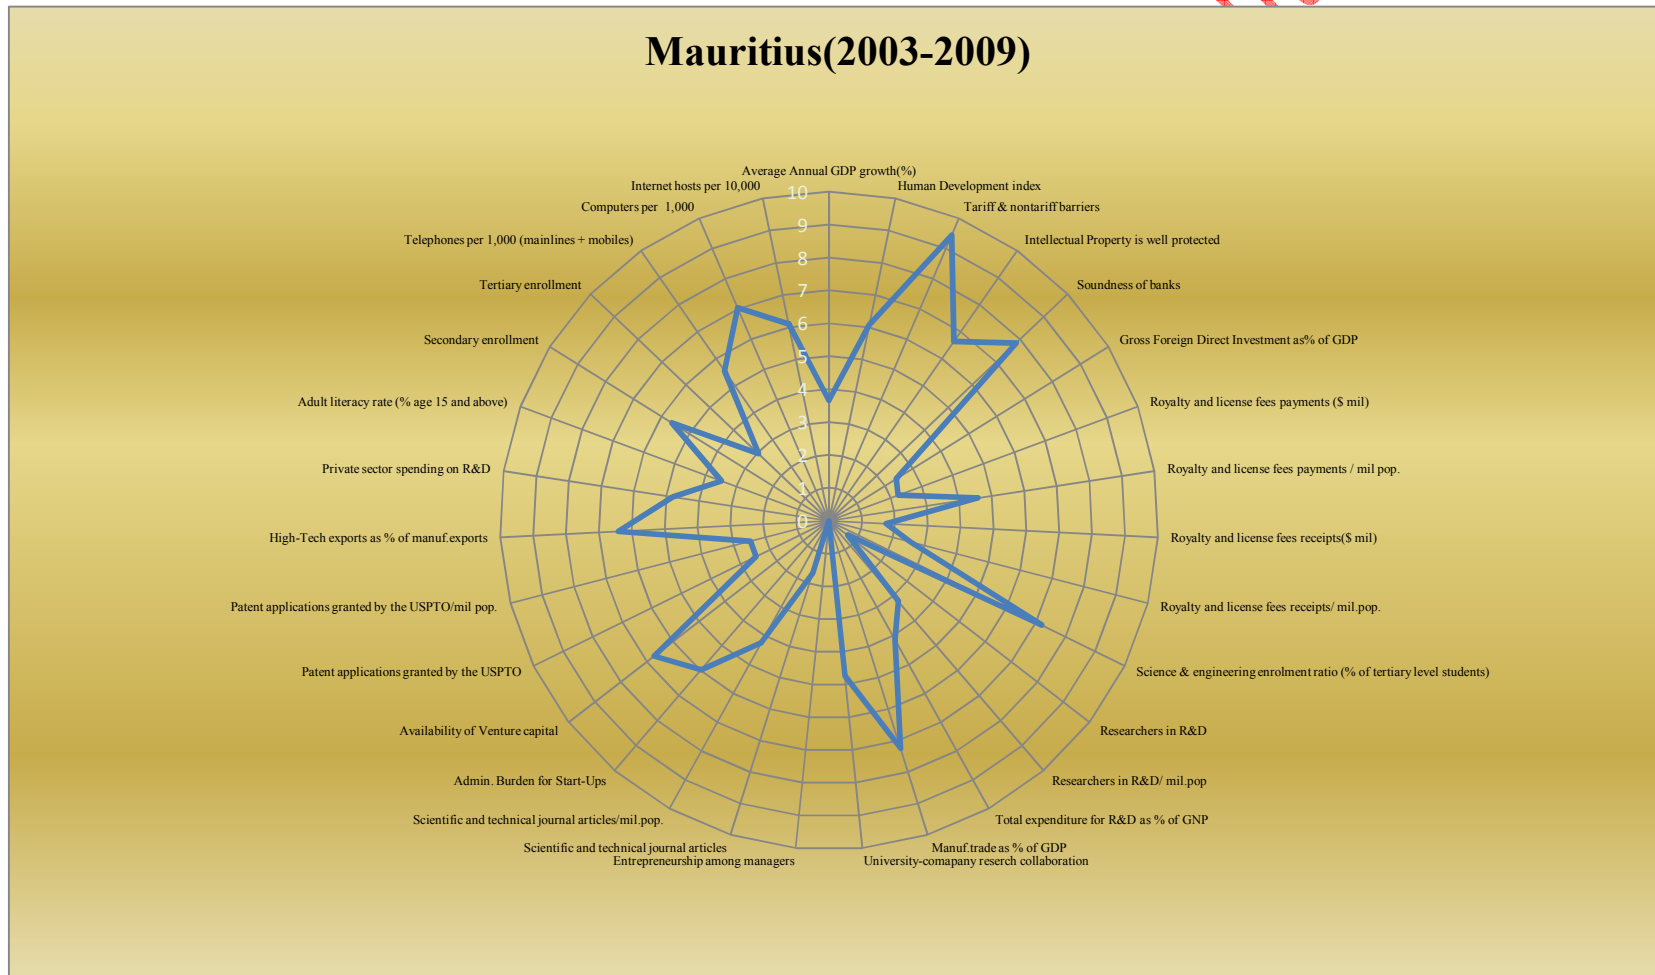 Mauritius(2003-2009)
Average Annual GDP growth(%)
Internet hosts per 10,000
Human Development index
Computers per 1,000
Tariff & nontariff barriers
Telephones per 1,000 (mainlines + mobiles)
Intellectual Property is well protected
Tertiary enrollment
Soundness of banks
Secondary enrollment
Gross Foreign Direct Investment as% of GDP
Adult literacy rate (% age 15 and above)
Royalty and license fees payments ($ mil)
Private sector spending on R&D
Royalty and license fees payments / mil pop.
High-Tech exports as % of manuf.exports
Royalty and license fees receipts($ mil)
Patent applications granted by the USPTO/mil pop.
Royalty and license fees receipts/ mil.pop.
Patent applications granted by the USPTO
Science & engineering enrolment ratio (% of tertiary level students)
Availability of Venture capital
Researchers in R&D
Admin. Burden for Start-Ups
Researchers in R&D/ mil.pop
Scientific and technical journal articles/mil.pop.
Total expenditure for R&D as % of GNP
Scientific and technical journal articles
Manuf.trade as % of GDP
Entrepreneurship among managers
University-comapany reserch collaboration
10
9
8
7
6
5
4
3
2
1
0